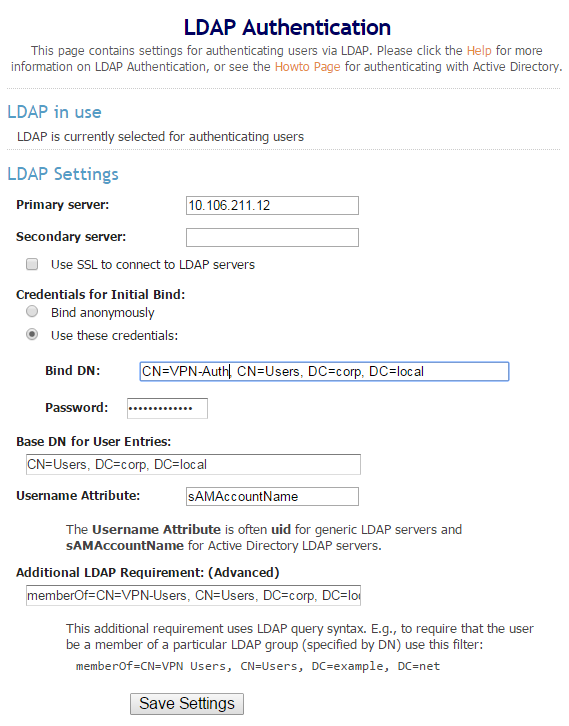 LDAP Authentication
This page contains settings for authenticating users via LDAP. Please click the Help for more
information on LDAP Authentication, or see the Howto Page for authenticating with Active Directory.
LDAP in use
LDAP is currently selected for authenticating users
LDAP Settings
Primary server: 10.106.211.12
Secondary server:
Use SSL to connect to LDAP servers
Credentials for Initial Bind:
Bind anonymously
Use these credentials:
Bind DN: CN=VPN-Auth, CN=Users, DC=corp, DC=local
Password: •••••••••••••
Base DN for User Entries:
CN=Users, DC=corp, DC=local
Username Attribute: sAMAccountName
The Username Attribute is often uid for generic LDAP servers and
sAMAccountName for Active Directory LDAP servers.
Additional LDAP Requirement: (Advanced)
memberOf=CN=VPN-Users, CN=Users, DC=corp, DC=loc
This additional requirement uses LDAP query syntax. E.g., to require that the user
be a member of a particular LDAP group (specified by DN) use this filter:
memberOf=CN=VPN Users, CN=Users, DC=example, DC=net
Save Settings